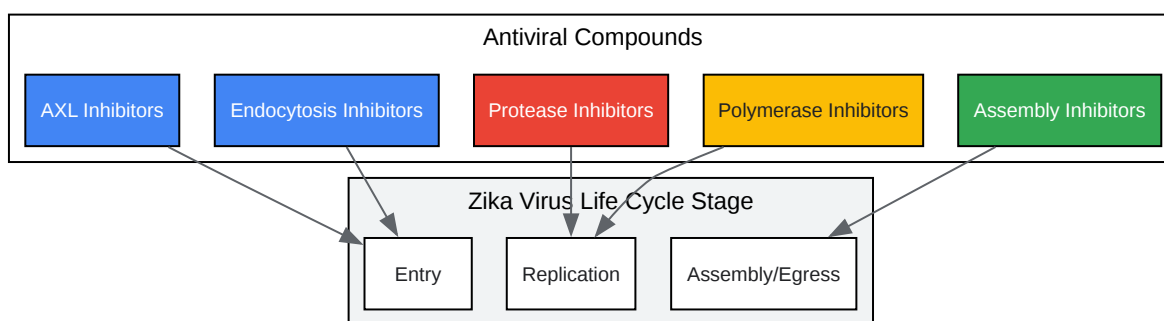 Antiviral Compounds
AXL Inhibitors
Endocytosis Inhibitors
Protease Inhibitors
Polymerase Inhibitors
Assembly Inhibitors
Zika Virus Life Cycle Stage
Entry
Replication
Assembly/Egress